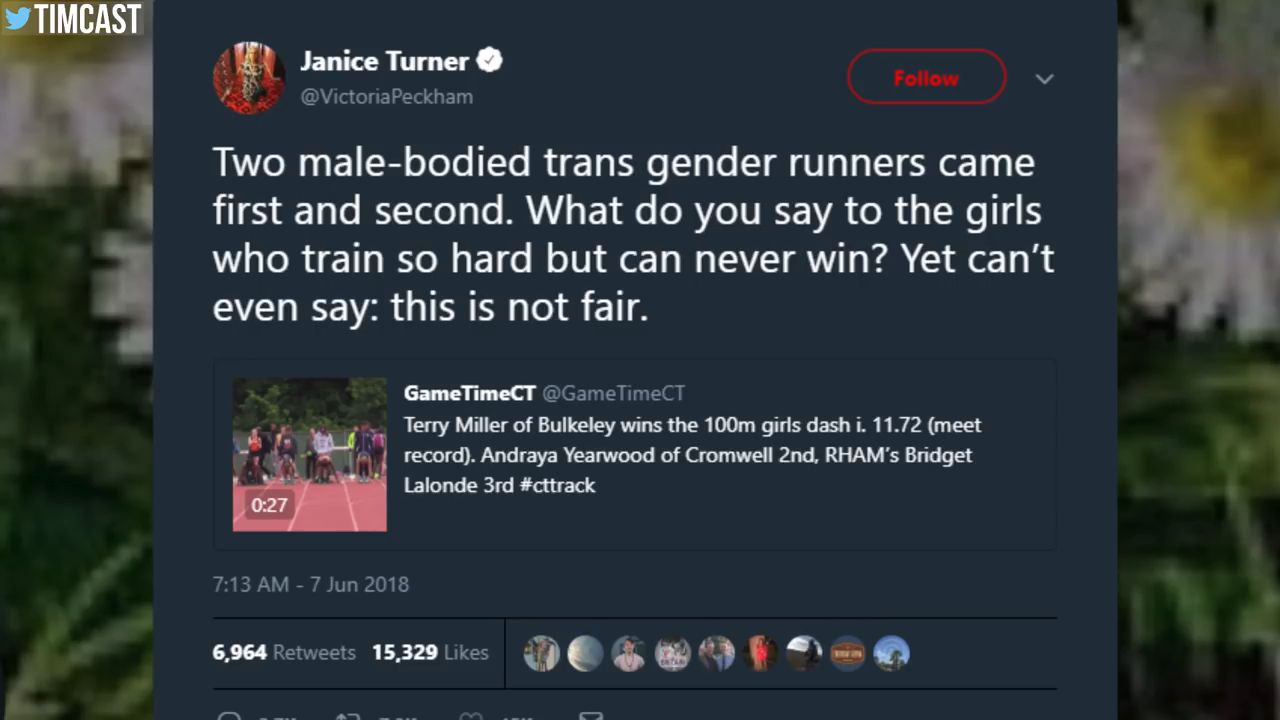 TIMCAST
Janice Turner
@VictoriaPeckham
Follow
Two male-bodied trans gender runners came
first and second. What do you say to the girls
who train so hard but can never win? Yet can’t
even say: this is not fair.
GameTimeCT @GameTimeCT
Terry Miller of Bulkeley wins the 100m girls dash i. 11.72 (meet
record). Andraya Yearwood of Cromwell 2nd, RHAM’s Bridget
Lalonde 3rd #cttrack
0:27
7:13 AM - 7 Jun 2018
6,964 Retweets 15,329 Likes